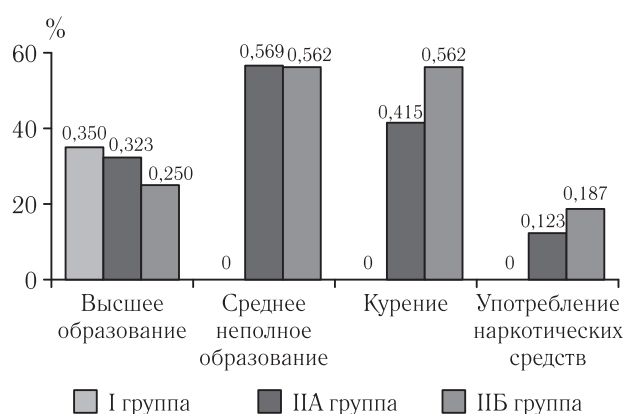 %
60
40
20
0
0,350
0,323
0,250
0
0,569
0,562
0
0,415
0,562
0
0,123
0,187
Высшее
образование
Среднее
неполное
образование
Курение
Употребление
наркотических
средств
I группа
IIА группа
IIБ группа